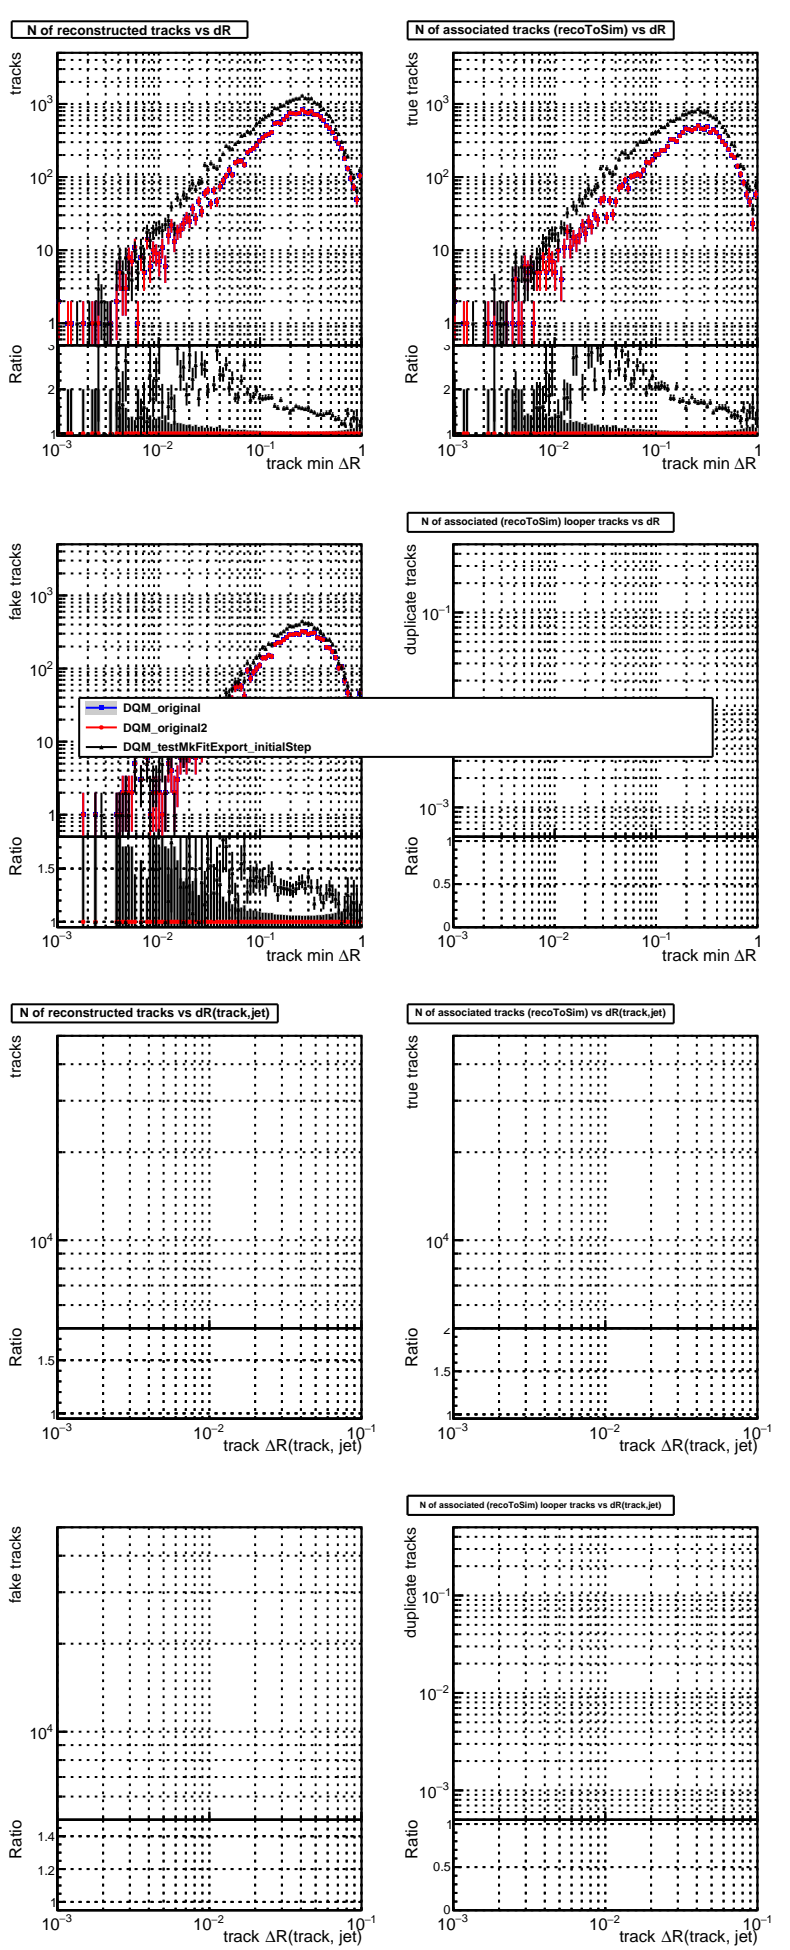 N of reconstructed tracks vs dR
tracks
10³
10²
10
1
3
Ratio
2
1
10⁻³
10⁻²
10⁻¹
1
track min ΔR
N of associated tracks (recoToSim) vs dR
true tracks
10³
10²
10
1
3
Ratio
2
1
10⁻³
10⁻²
10⁻¹
1
track min ΔR
fake tracks
10³
10²
10
1
Ratio
1.5
1
10⁻³
10⁻²
10⁻¹
1
track min ΔR
N of associated (recoToSim) looper tracks vs dR
duplicate tracks
10⁻¹
10⁻³
Ratio
1
0.5
0
10⁻³
10⁻²
10⁻¹
1
track min ΔR
DQM_original
DQM_original2
DQM_testMkFitExport_initialStep
N of reconstructed tracks vs dR(track,jet)
tracks
10⁴
Ratio
1.5
1
10⁻³
10⁻²
10⁻¹
track ΔR(track, jet)
N of associated tracks (recoToSim) vs dR(track,jet)
true tracks
10⁴
Ratio
2
1.5
1
10⁻³
10⁻²
10⁻¹
track ΔR(track, jet)
fake tracks
10⁴
Ratio
1.4
1.2
1
10⁻³
10⁻²
10⁻¹
track ΔR(track, jet)
N of associated (recoToSim) looper tracks vs dR(track,jet)
duplicate tracks
10⁻¹
10⁻²
10⁻³
Ratio
1
0.5
0
10⁻³
10⁻²
10⁻¹
track ΔR(track, jet)